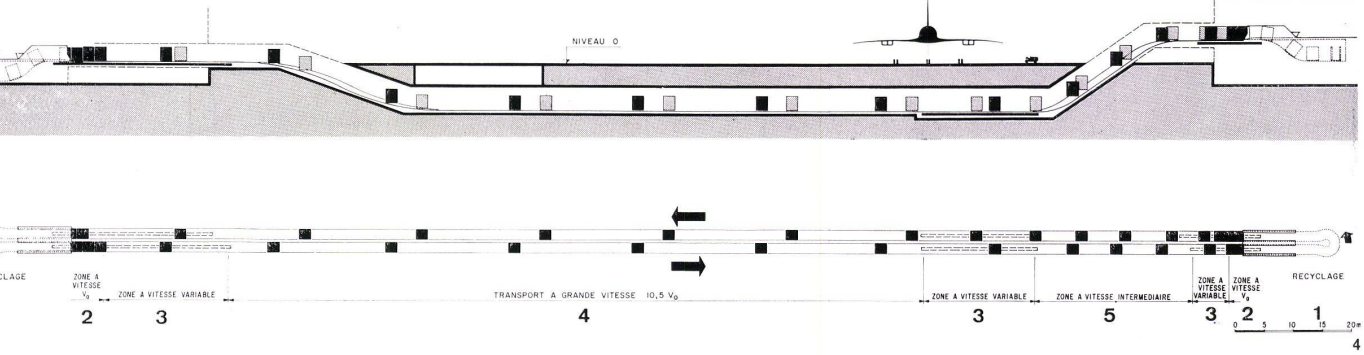 NIVEAU 0
CLAGE
ZONE A
VITESSE
V₀
2
ZONE A VITESSE VARIABLE
3
TRANSPORT A GRANDE VITESSE 10,5 V₀
4
ZONE A VITESSE VARIABLE
3
ZONE A VITESSE INTERMEDIAIRE
5
ZONE A
VITESSE
VARIABLE
3
ZONE A
VITESSE
V₀
2
RECYCLAGE
1
0 5 10 15 20m
4